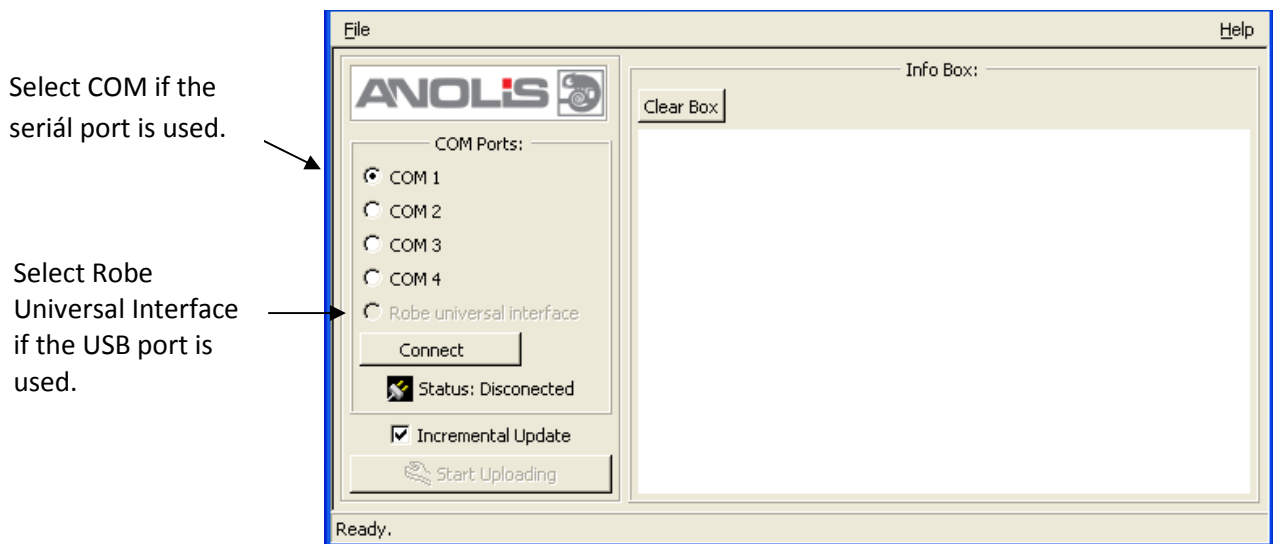 File
Help
Select COM if the
seriál port is used.
ANOLiS
COM Ports:
COM 1
COM 2
COM 3
COM 4
Select Robe
Universal Interface
if the USB port is
used.
Robe universal interface
Connect
Status: Disconected
Incremental Update
Start Uploading
Info Box:
Clear Box
Ready.